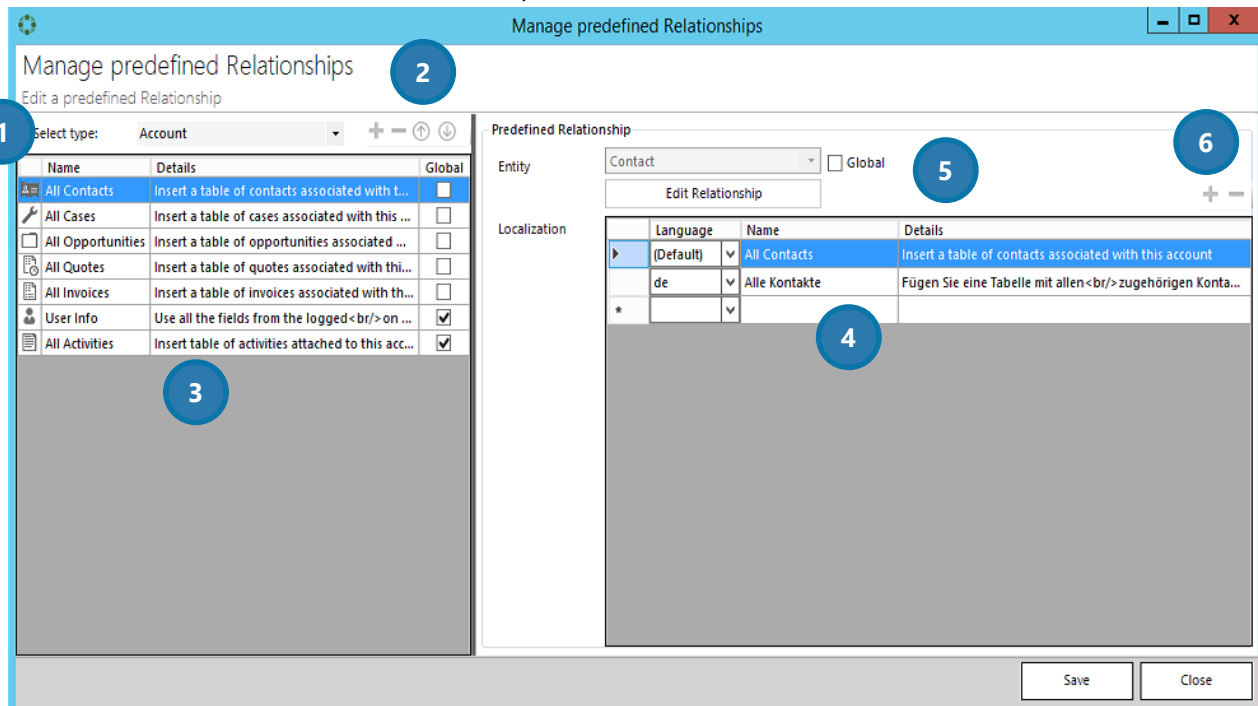 Manage predefined Relationships
X
Manage predefined Relationships
2
Edit a predefined Relationship
1
Select type: Account
Name Details Global
All Contacts Insert a table of contacts associated with t...
All Cases Insert a table of cases associated with this ...
All Opportunities Insert a table of opportunities associated ...
All Quotes Insert a table of quotes associated with thi...
All Invoices Insert a table of invoices associated with th...
User Info Use all the fields from the logged<br/>on ...
All Activities Insert table of activities attached to this acc...
3
Predefined Relationship
6
Entity Contact Global
5
Edit Relationship
Localization
Language Name Details
(Default) All Contacts Insert a table of contacts associated with this account
de Alle Kontakte Fügen Sie eine Tabelle mit allen<br/>zugehörigen Konta...
*
4
Save Close